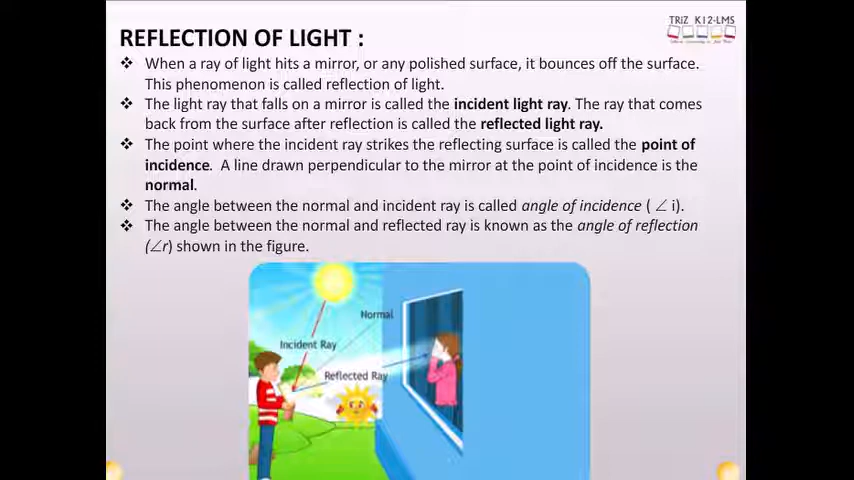 TRIZ K12-LMS
REFLECTION OF LIGHT :
❖ When a ray of light hits a mirror, or any polished surface, it bounces off the surface.
This phenomenon is called reflection of light.
❖ The light ray that falls on a mirror is called the incident light ray. The ray that comes
back from the surface after reflection is called the reflected light ray.
❖ The point where the incident ray strikes the reflecting surface is called the point of
incidence. A line drawn perpendicular to the mirror at the point of incidence is the
normal.
❖ The angle between the normal and incident ray is called angle of incidence ( ∠ i).
❖ The angle between the normal and reflected ray is known as the angle of reflection
(∠r) shown in the figure.
Normal
Incident Ray
Reflected Ray